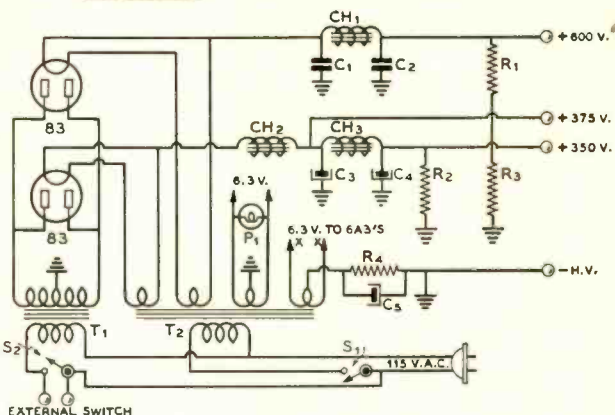 CH1
+600 V.
C1
C2
R1
83
+375 V.
CH2
CH3
+350 V.
C3
C4
R2
R3
6.3 V.
P1
6.3 V. TO 6A3'S
X X
83
R4
-H.V.
C5
T1
T2
S2
S1
115 V.A.C.
EXTERNAL SWITCH